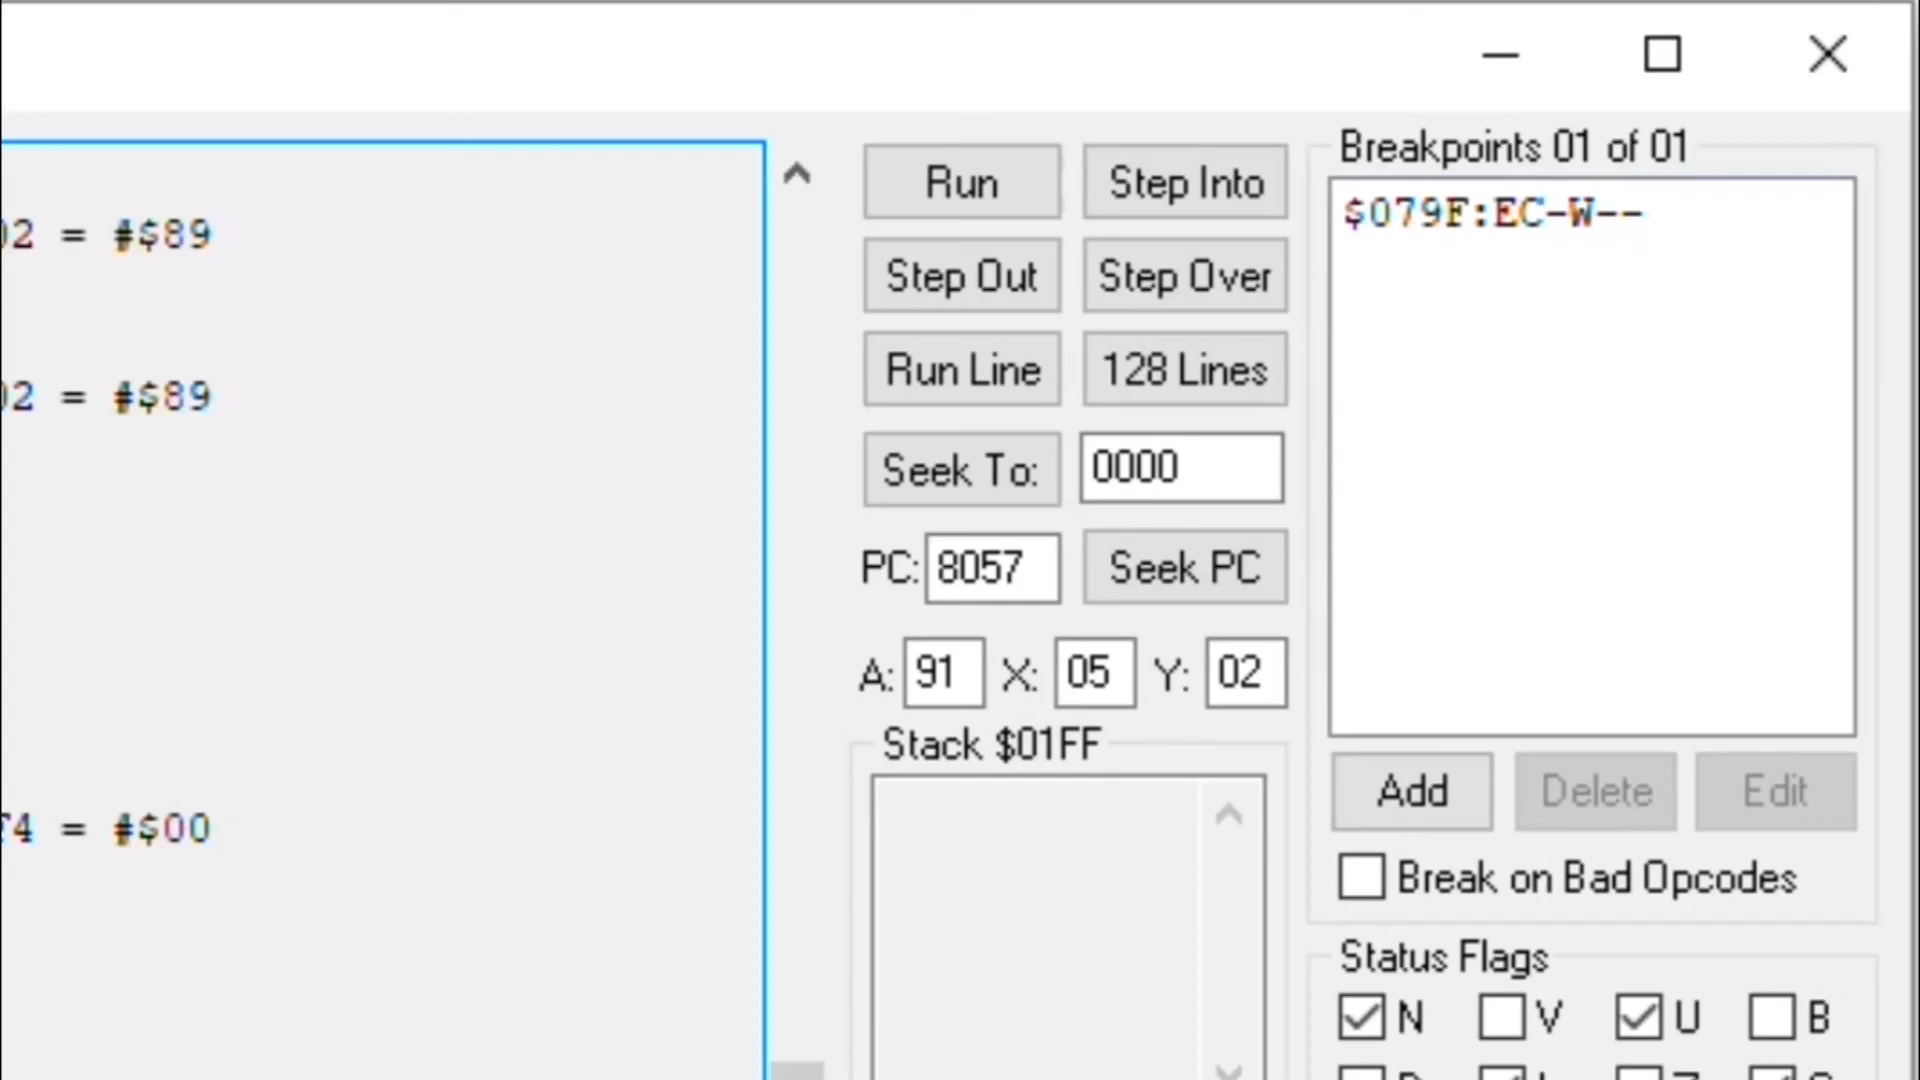 02 = #$89
02 = #$89
F4 = #$00
Run
Step Into
Step Out
Step Over
Run Line
128 Lines
Seek To:
0000
PC:
8057
Seek PC
A:
91
X:
05
Y:
02
Stack $01FF
Breakpoints 01 of 01
$079F:EC-W--
Add
Delete
Edit
Break on Bad Opcodes
Status Flags
N
V
U
B